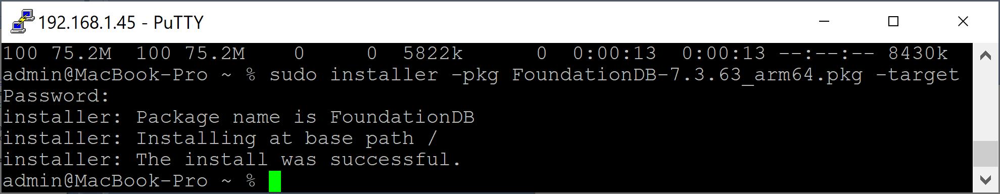 192.168.1.45 - PuTTY
100 75.2M  100 75.2M    0     0  5822k      0  0:00:13  0:00:13 --:--:-- 8430k
admin@MacBook-Pro ~ % sudo installer -pkg FoundationDB-7.3.63_arm64.pkg -target
Password:
installer: Package name is FoundationDB
installer: Installing at base path /
installer: The install was successful.
admin@MacBook-Pro ~ %